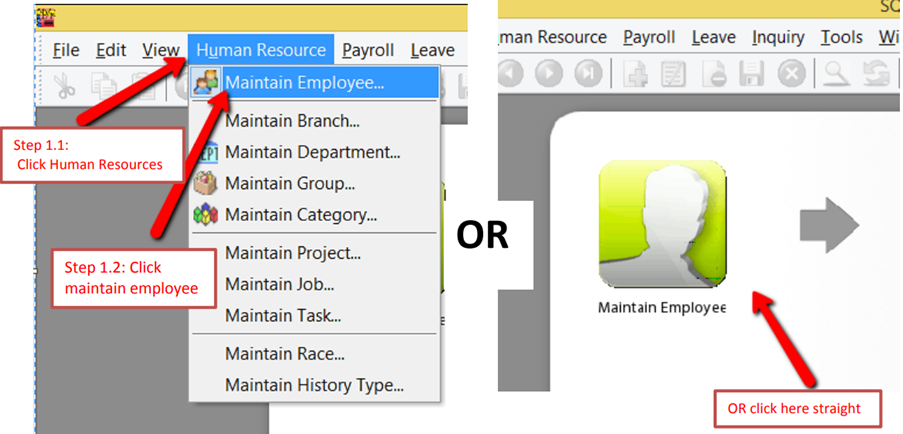 File Edit View Human Resource Payroll Leave
Maintain Employee...
Maintain Branch...
Maintain Department...
Maintain Group...
Maintain Category...
Maintain Project...
Maintain Job...
Maintain Task...
Maintain Race...
Maintain History Type...
Step 1.1:
Click Human Resources
Step 1.2: Click
maintain employee
OR
SQ
man Resource Payroll Leave Inquiry Tools Wi
Maintain Employee
OR click here straight